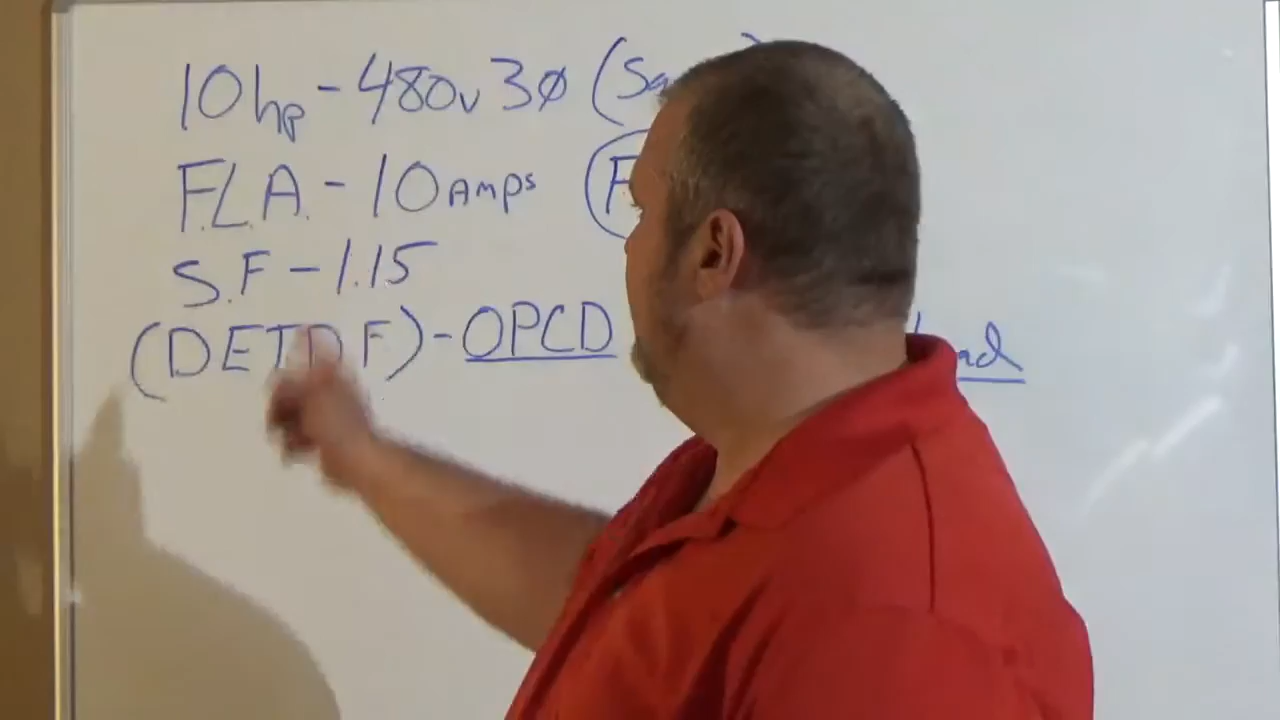 10hp - 480v 3Ø
F.L.A. - 10 AMPS
S.F - 1.15
(DETDF) - OPCD